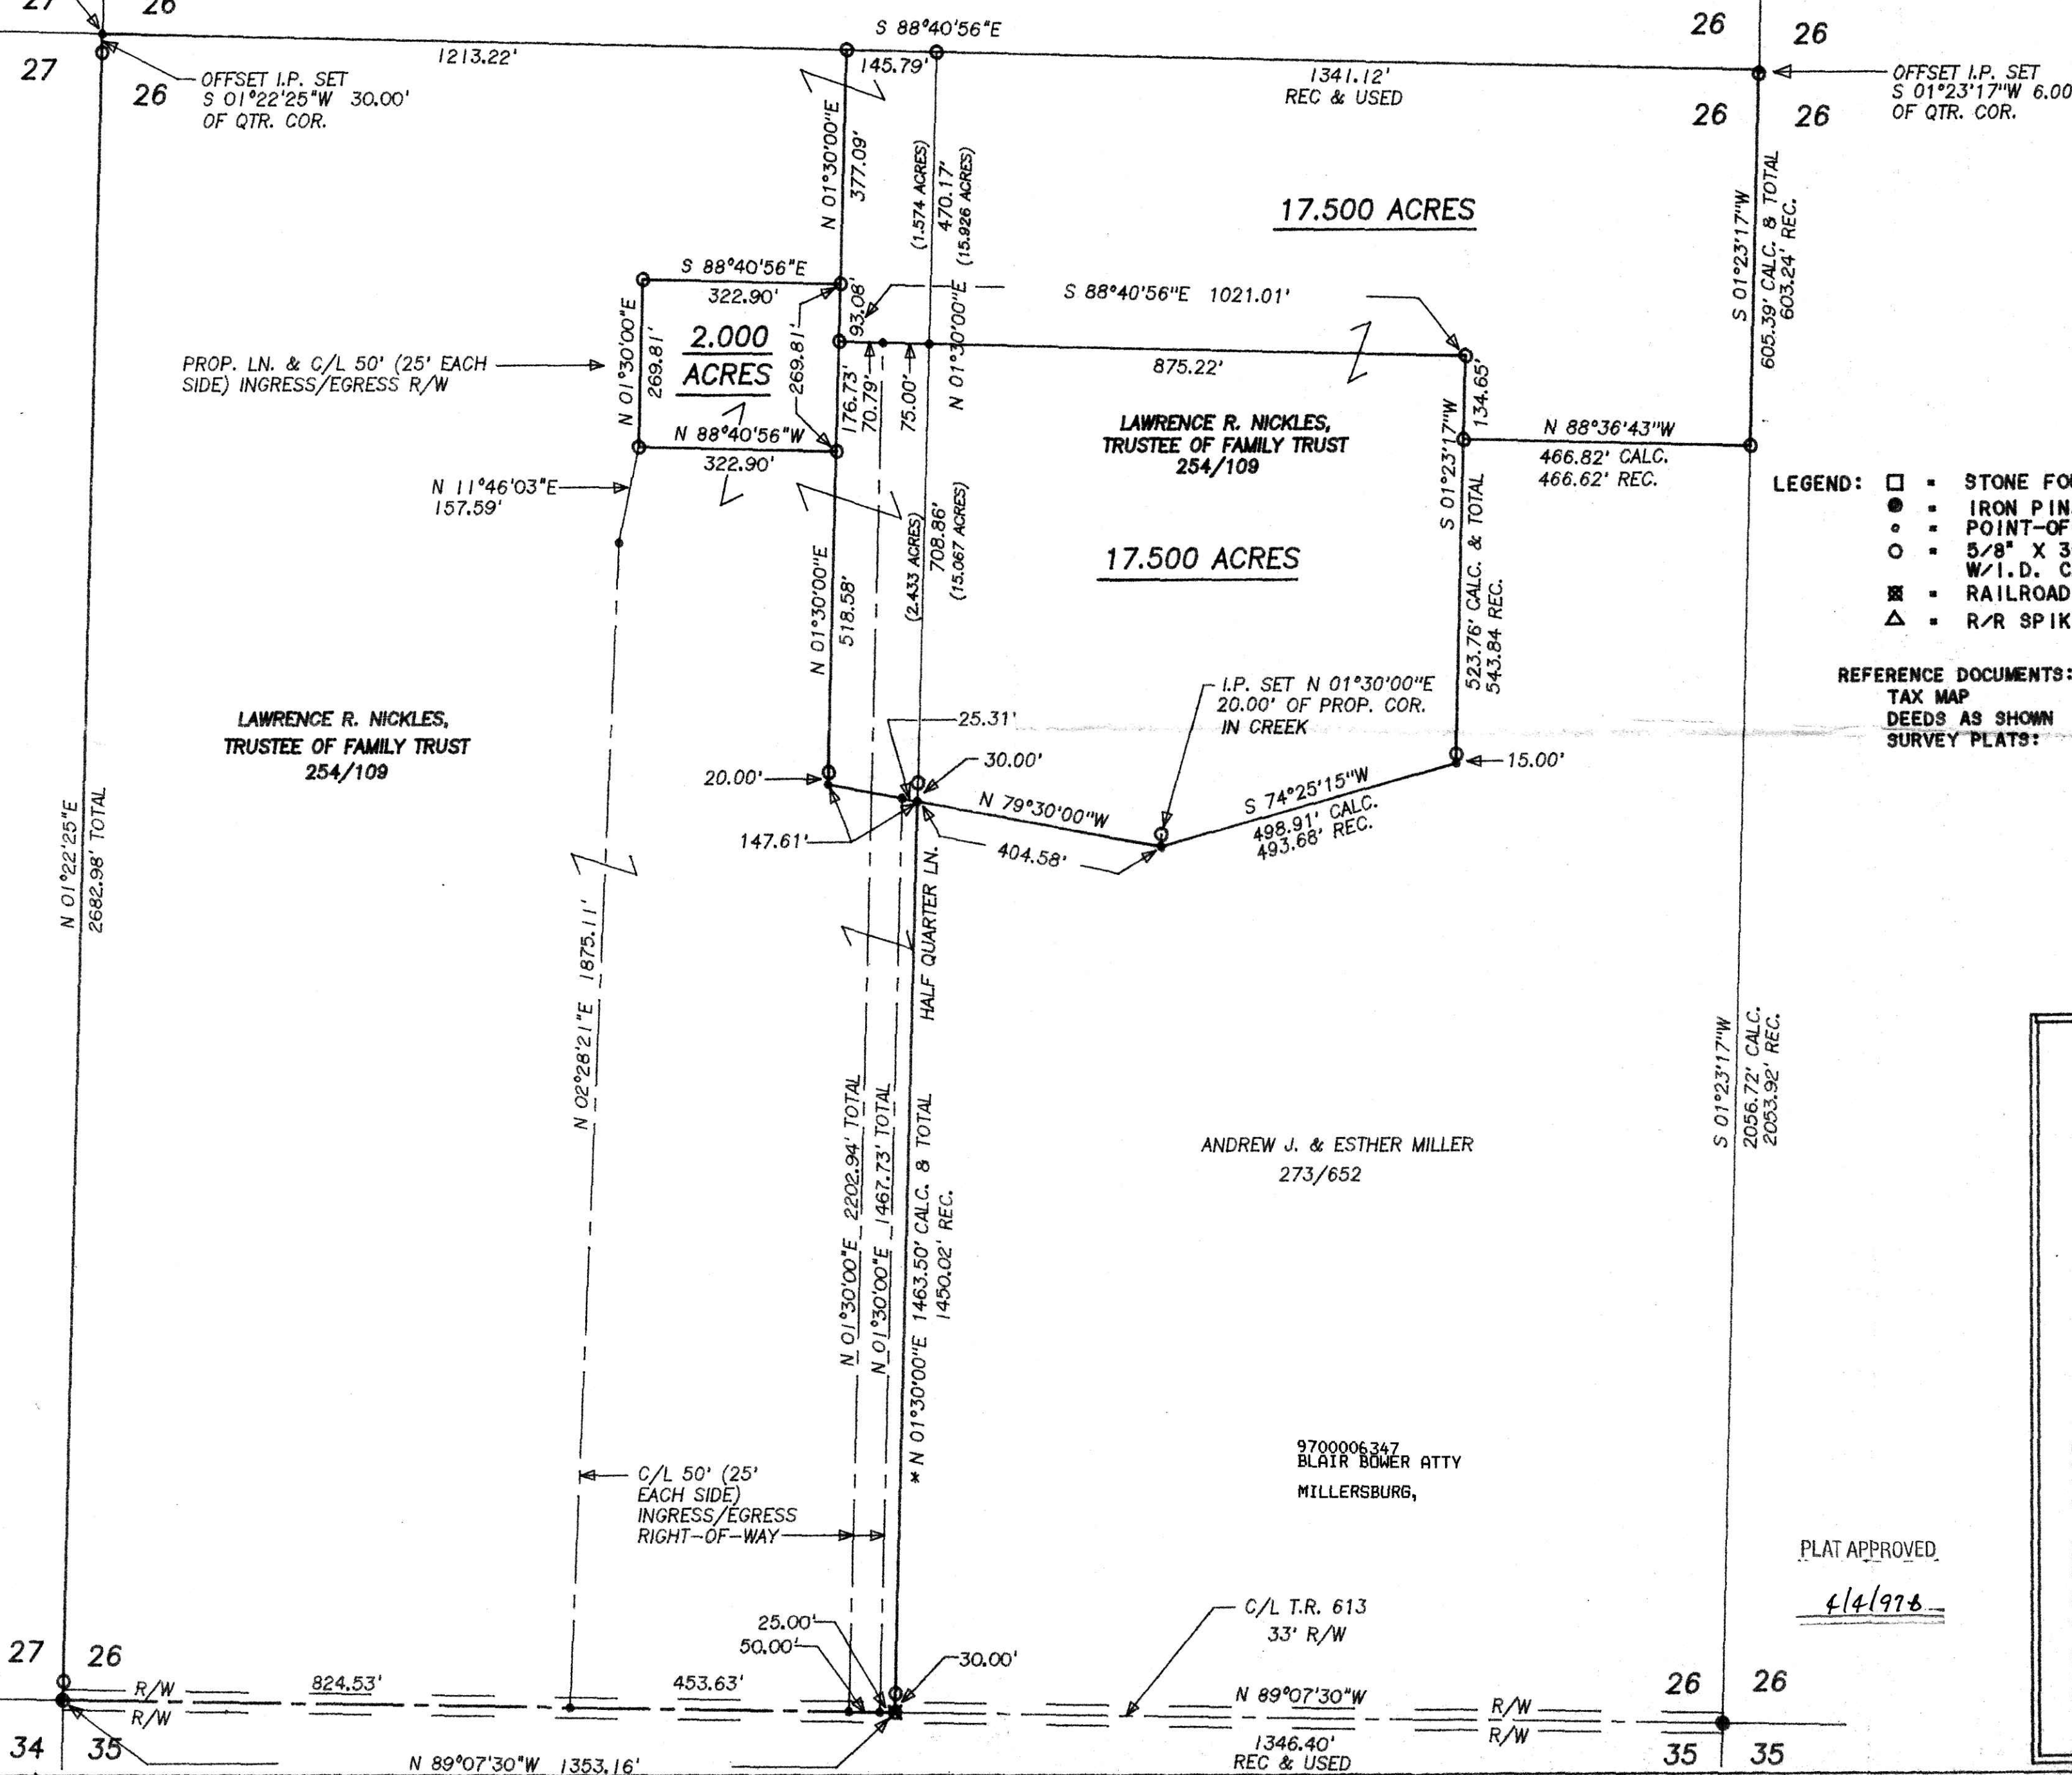 27
26
S 88°40'56"E
26
26
1213.22'
145.79'
1341.12'
REC & USED
27
26
OFFSET I.P. SET
S 01°22'25"W 30.00'
OF QTR. COR.
OFFSET I.P. SET
S 01°23'17"W 6.00
OF QTR. COR.
26
26
N 01°30'00"E
377.09'
(1.574 ACRES)
470.17'
(15.926 ACRES)
17.500 ACRES
S 01°23'17"W
605.39' CALC. & TOTAL
603.24' REC.
S 88°40'56"E
322.90'
N 01°30'00"E
269.81'
2.000
ACRES
269.81'
93.08'
N 01°30'00"E
S 88°40'56"E 1021.01'
PROP. LN. & C/L 50' (25' EACH
SIDE) INGRESS/EGRESS R/W
176.73'
70.79'
75.00'
875.22'
134.65'
N 88°40'56"W
322.90'
LAWRENCE R. NICKLES,
TRUSTEE OF FAMILY TRUST
254/109
S 01°23'17"W
N 88°36'43"W
466.82' CALC.
466.62' REC.
N 11°46'03"E
157.59'
LEGEND:
□ = STONE FO
● = IRON PIN
∘ = POINT-OF
○ = 5/8" X 3
W/I.D. C
= RAILROAD
△ = R/R SPIK
N 01°30'00"E
518.58'
(2.433 ACRES)
708.86'
(15.067 ACRES)
17.500 ACRES
523.76' CALC. & TOTAL
543.84 REC.
REFERENCE DOCUMENTS:
TAX MAP
DEEDS AS SHOWN
SURVEY PLATS:
LAWRENCE R. NICKLES,
TRUSTEE OF FAMILY TRUST
254/109
I.P. SET N 01°30'00"E
20.00' OF PROP. COR.
IN CREEK
25.31'
20.00'
30.00'
15.00'
N 79°30'00"W
S 74°25'15"W
498.91' CALC.
493.68' REC.
147.61'
404.58'
N 01°22'25"E
2682.98' TOTAL
HALF QUARTER LN.
N 02°28'21"E 1875.11'
N 01°30'00"E 2202.94' TOTAL
N 01°30'00"E 1467.73' TOTAL
* N 01°30'00"E 1463.50' CALC. & TOTAL
1450.02' REC.
S 01°23'17"W
2056.72' CALC.
2053.92' REC.
ANDREW J. & ESTHER MILLER
273/652
9700006347
BLAIR BOWER ATTY
MILLERSBURG,
C/L 50' (25'
EACH SIDE)
INGRESS/EGRESS
RIGHT-OF-WAY
PLAT APPROVED
25.00'
50.00'
C/L T.R. 613
33' R/W
30.00'
27
26
R/W
R/W
824.53'
453.63'
N 89°07'30"W
1346.40'
REC & USED
R/W
R/W
26
26
34
35
N 89°07'30"W 1353.16'
35
35